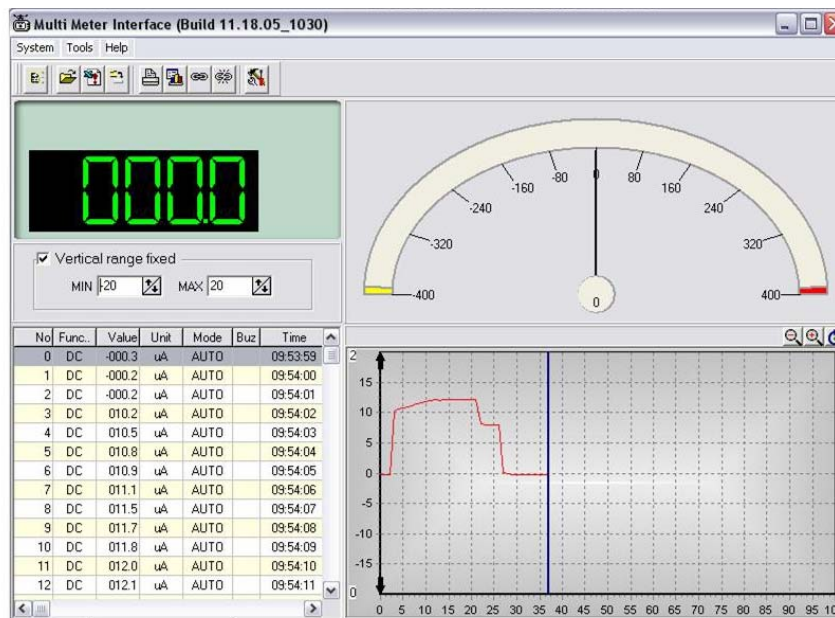 Multi Meter Interface (Build 11.18.05_1030)
System Tools Help
000.0
Vertical range fixed
MIN -20 MAX 20
-400
-320
-240
-160
-80
0
80
160
240
320
400
0
No Func.. Value Unit Mode Buz Time
0 DC -000.3 uA AUTO 09:53:59
1 DC -000.2 uA AUTO 09:54:00
2 DC -000.2 uA AUTO 09:54:01
3 DC 010.2 uA AUTO 09:54:02
4 DC 010.5 uA AUTO 09:54:03
5 DC 010.8 uA AUTO 09:54:04
6 DC 010.9 uA AUTO 09:54:05
7 DC 011.1 uA AUTO 09:54:06
8 DC 011.5 uA AUTO 09:54:07
9 DC 011.7 uA AUTO 09:54:08
10 DC 011.8 uA AUTO 09:54:09
11 DC 012.0 uA AUTO 09:54:10
12 DC 012.1 uA AUTO 09:54:11
2
15
10
5
0
-5
-10
-15
0
0 5 10 15 20 25 30 35 40 45 50 55 60 65 70 75 80 85 90 95 10